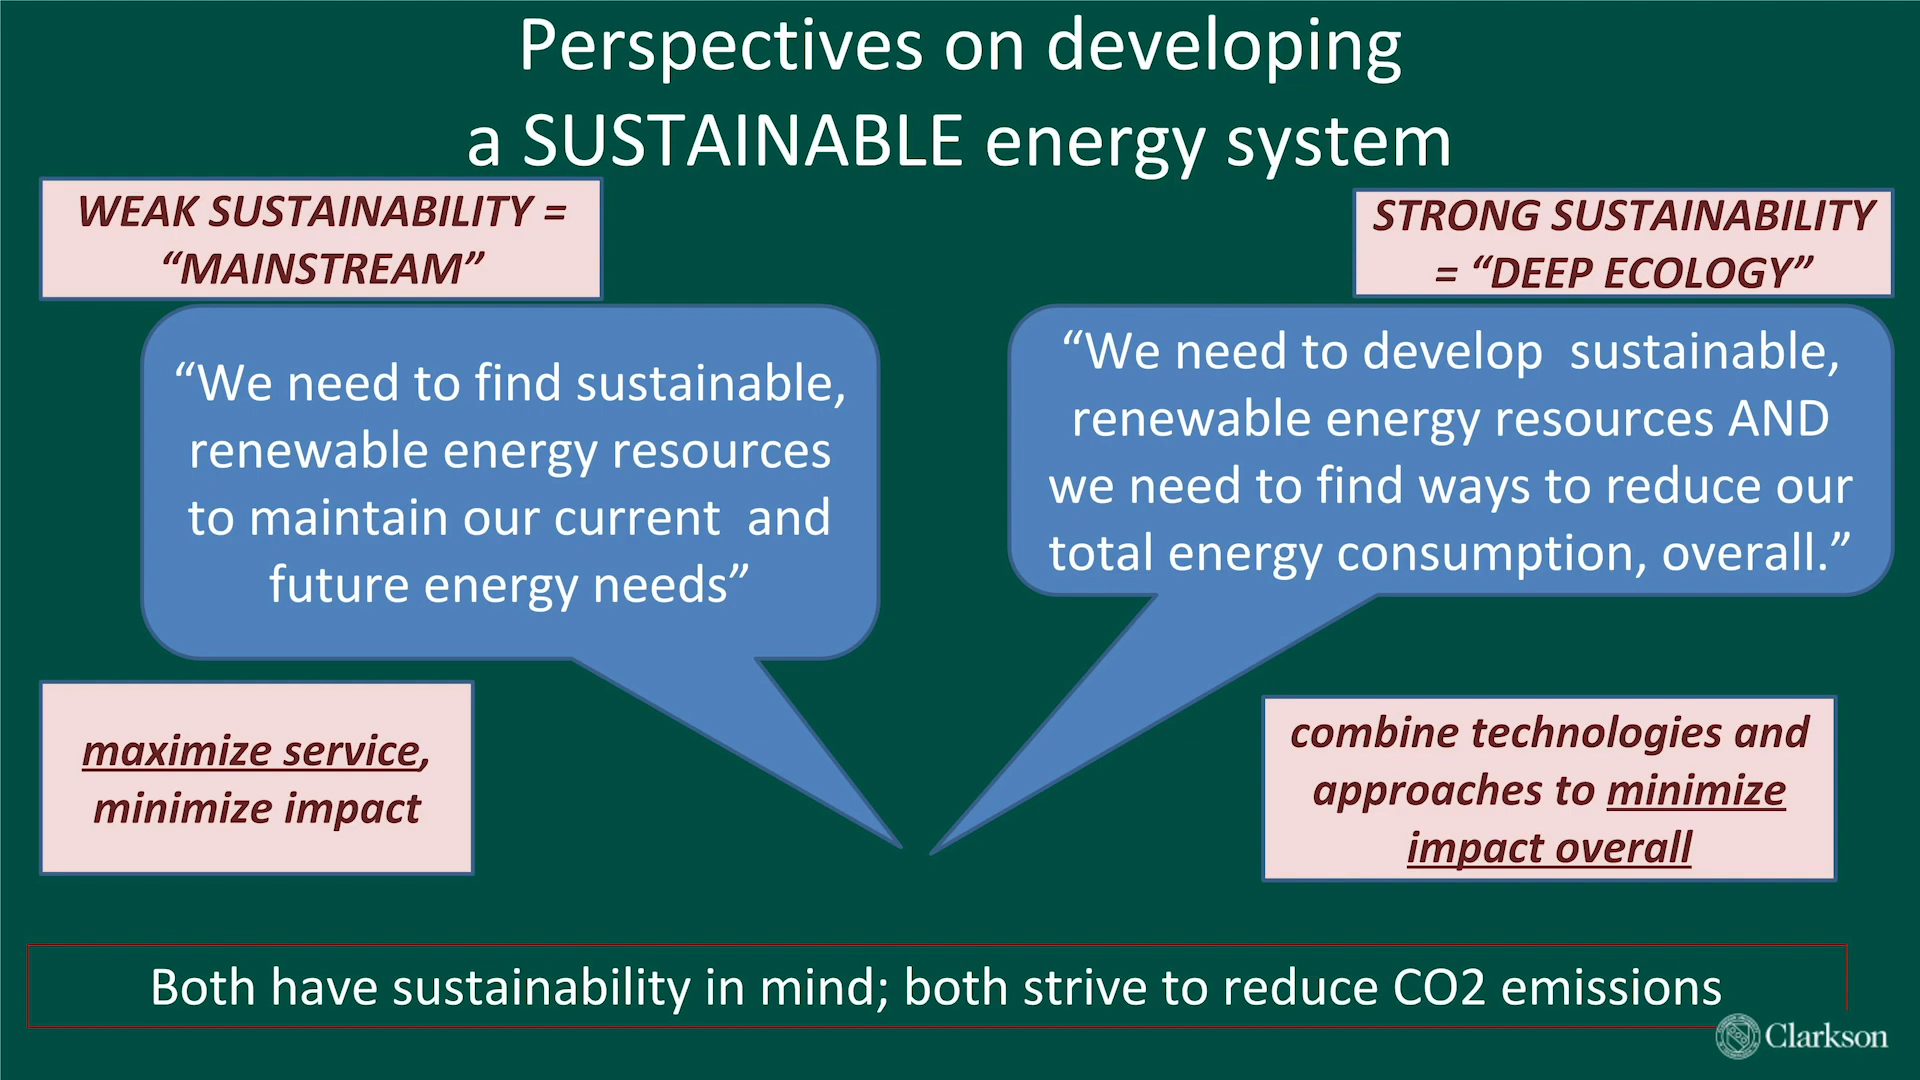 Perspectives on developing
a SUSTAINABLE energy system
WEAK SUSTAINABILITY =
“MAINSTREAM”
“We need to find sustainable,
renewable energy resources
to maintain our current and
future energy needs”
maximize service,
minimize impact
STRONG SUSTAINABILITY
= “DEEP ECOLOGY”
“We need to develop sustainable,
renewable energy resources AND
we need to find ways to reduce our
total energy consumption, overall.”
combine technologies and
approaches to minimize
impact overall
Both have sustainability in mind; both strive to reduce CO2 emissions
Clarkson